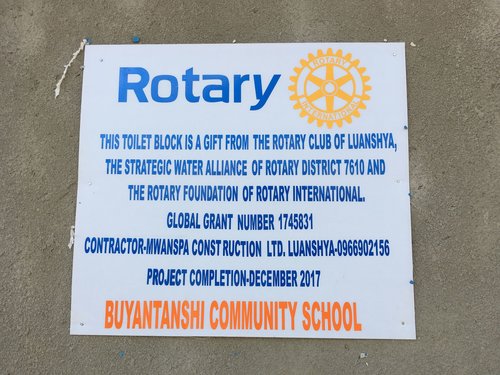 Rotary
ROTARY
INTERNATIONAL
THIS TOILET BLOCK IS A GIFT FROM THE ROTARY CLUB OF LUANSHYA,
THE STRATEGIC WATER ALLIANCE OF ROTARY DISTRICT 7610 AND
THE ROTARY FOUNDATION OF ROTARY INTERNATIONAL.
GLOBAL GRANT NUMBER 1745831
CONTRACTOR-MWANSPA CONSTRUCTION LTD. LUANSHYA-0966902156
PROJECT COMPLETION-DECEMBER 2017
BUYANTANSHI COMMUNITY SCHOOL